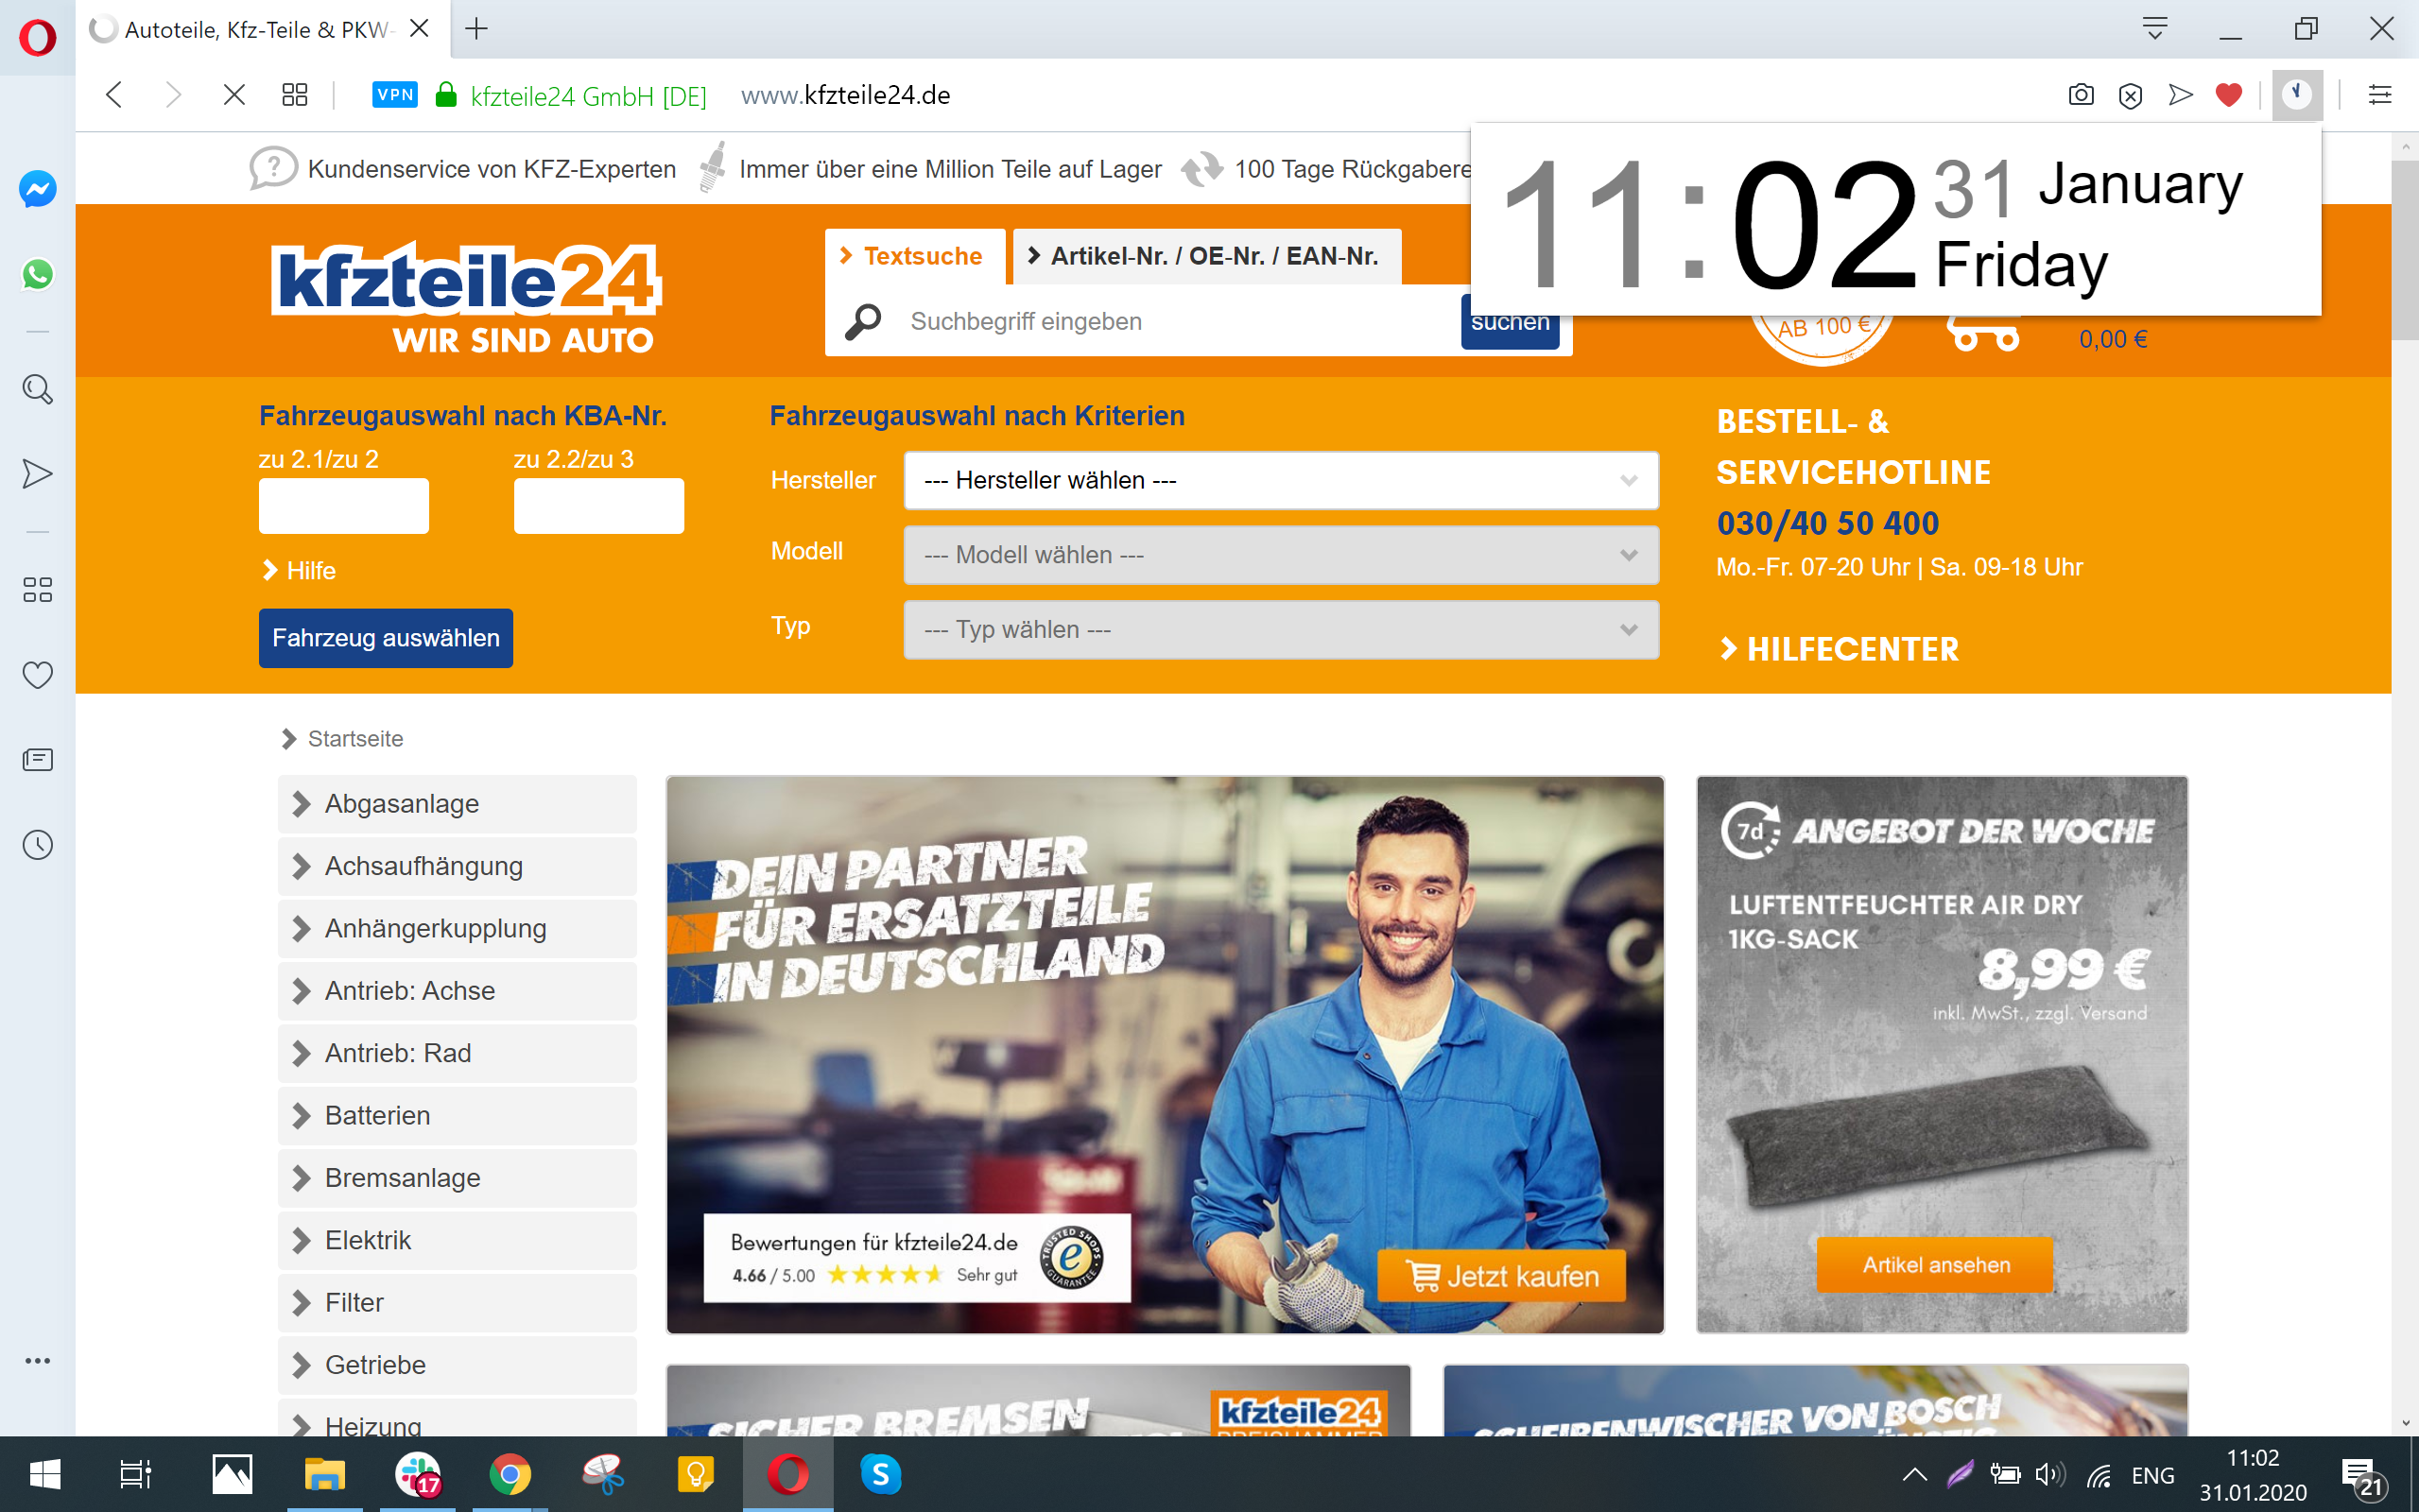 Autoteile, Kfz-Teile & PKW-
VPN kfzteile24 GmbH [DE] www.kfzteile24.de
Kundenservice von KFZ-Experten Immer über eine Million Teile auf Lager 100 Tage Rückgabere
11:02 31 January
Friday
kfzteile24
WIR SIND AUTO
Textsuche Artikel-Nr. / OE-Nr. / EAN-Nr.
Suchbegriff eingeben suchen
AB 100 €
0,00 €
Fahrzeugauswahl nach KBA-Nr.
zu 2.1/zu 2 zu 2.2/zu 3
Hilfe
Fahrzeug auswählen
Fahrzeugauswahl nach Kriterien
Hersteller --- Hersteller wählen ---
Modell --- Modell wählen ---
Typ --- Typ wählen ---
BESTELL- &
SERVICEHOTLINE
030/40 50 400
Mo.-Fr. 07-20 Uhr | Sa. 09-18 Uhr
HILFECENTER
Startseite
Abgasanlage
Achsaufhängung
Anhängerkupplung
Antrieb: Achse
Antrieb: Rad
Batterien
Bremsanlage
Elektrik
Filter
Getriebe
Heizung
DEIN PARTNER
FÜR ERSATZTEILE
IN DEUTSCHLAND
Bewertungen für kfzteile24.de
4.66 / 5.00 Sehr gut
TRUSTED SHOPS
e
GUARANTEE
Jetzt kaufen
7d ANGEBOT DER WOCHE
LUFTENTFEUCHTER AIR DRY
1KG-SACK
8,99 €
inkl. MwSt., zzgl. Versand
Artikel ansehen
SICHER BREMSEN
kfzteile24
PREISHAMMER
SCHEIBENWISCHER VON BOSCH
17
S
ENG
11:02
31.01.2020
21